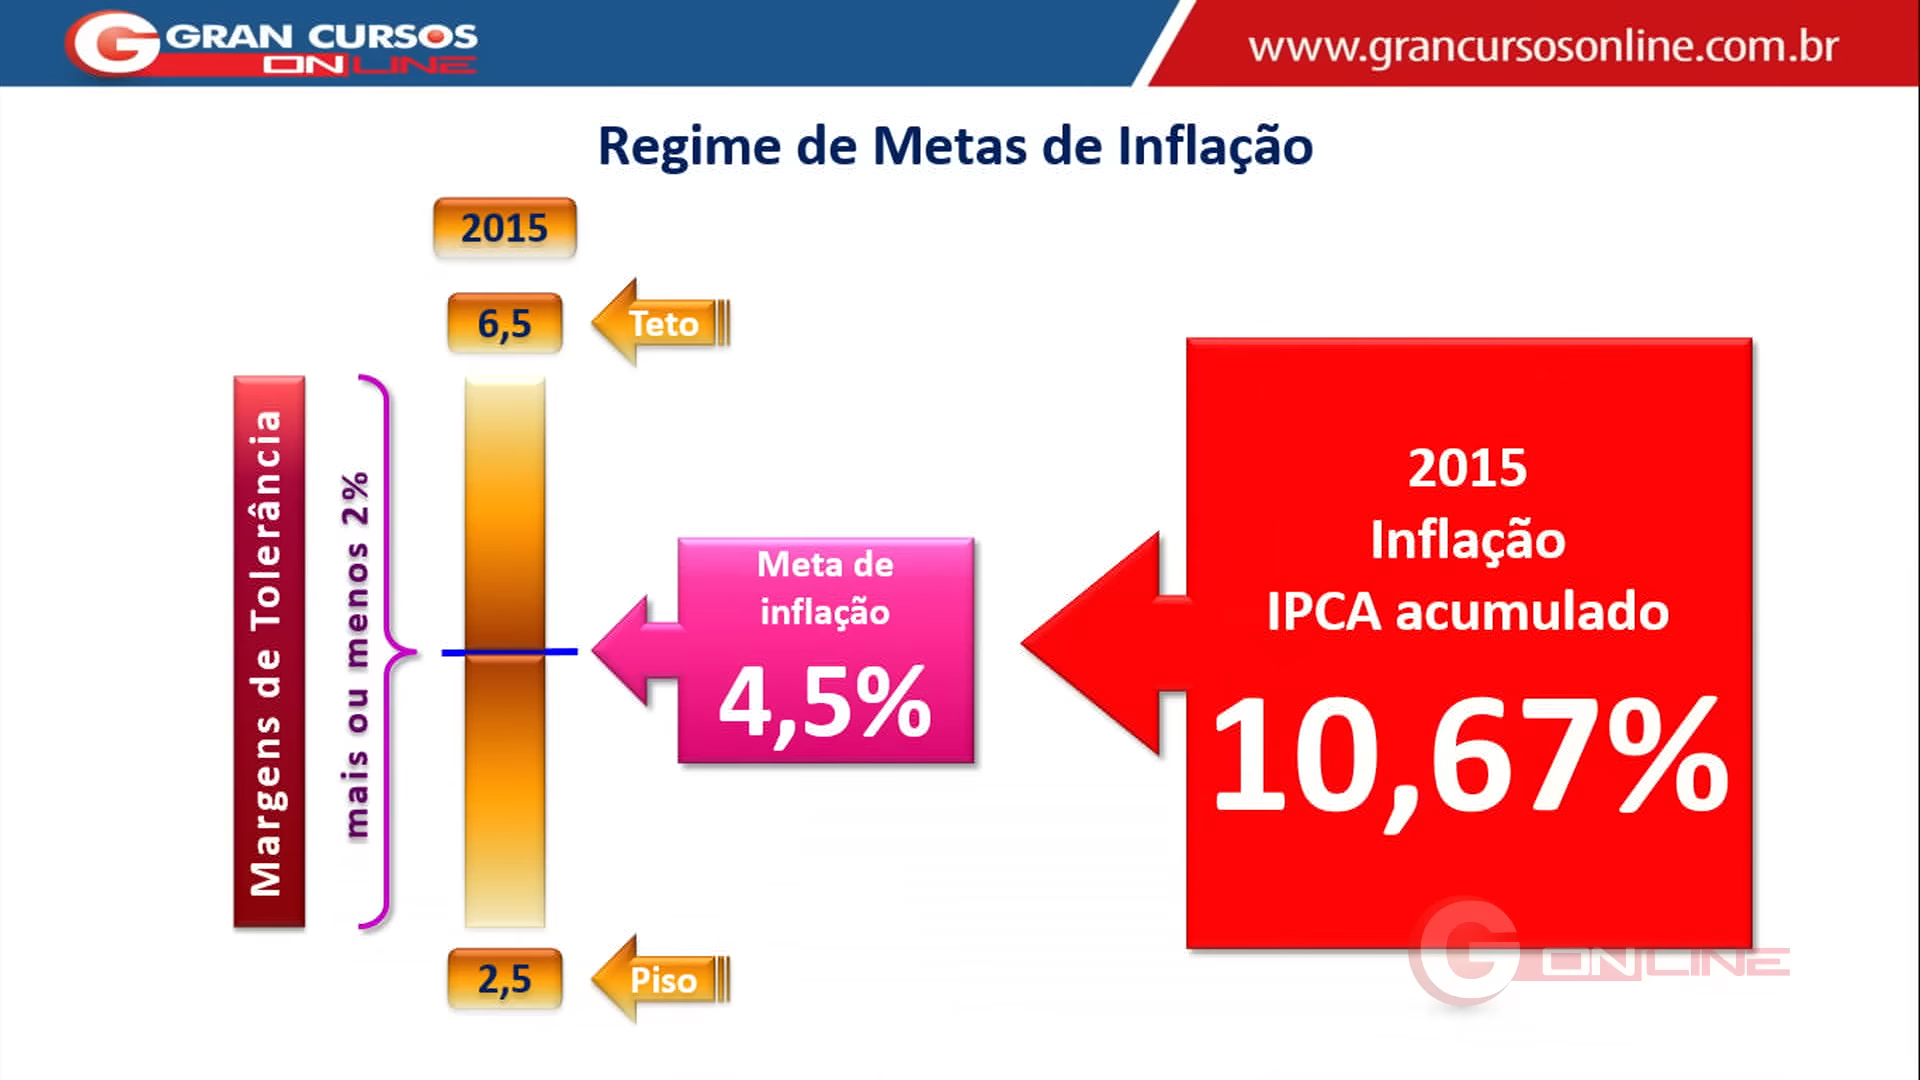 GRAN CURSOS
ONLINE
www.grancursosonline.com.br
Regime de Metas de Inflação
2015
6,5
Teto
Margens de Tolerância
mais ou menos 2%
Meta de
inflação
4,5%
2015
Inflação
IPCA acumulado
10,67%
2,5
Piso
G ONLINE